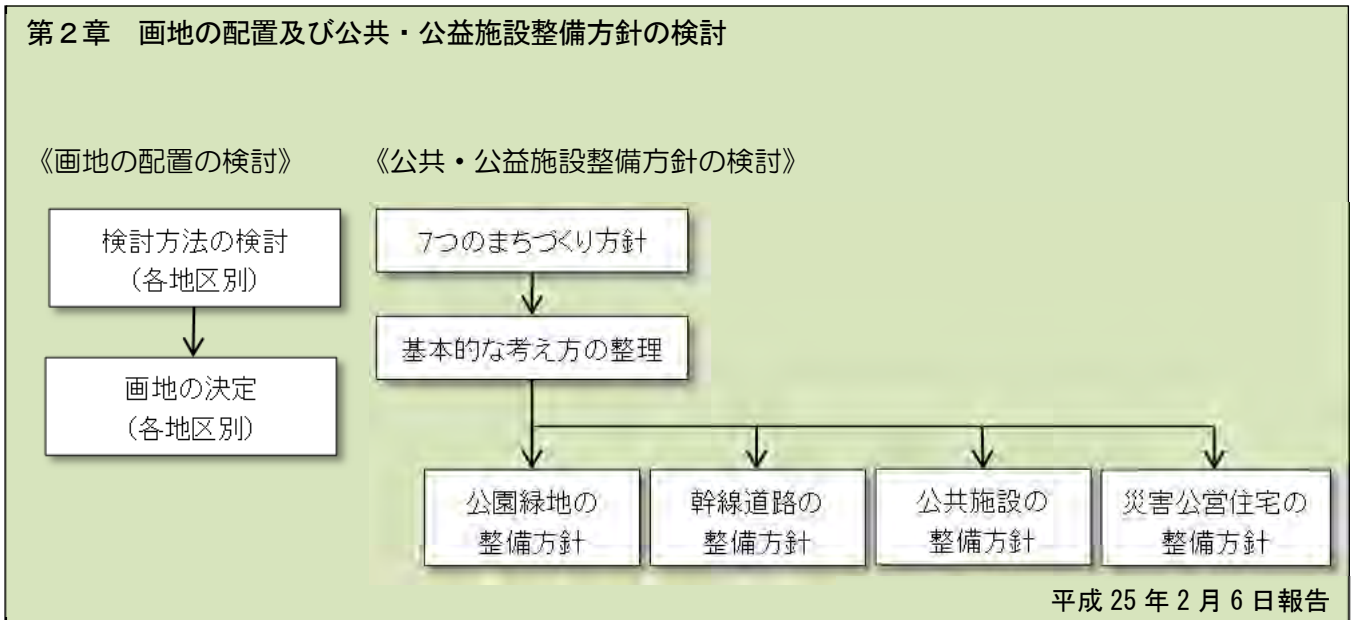 第２章　画地の配置及び公共・公益施設整備方針の検討
《画地の配置の検討》
《公共・公益施設整備方針の検討》
検討方法の検討
（各地区別）
画地の決定
（各地区別）
7つのまちづくり方針
基本的な考え方の整理
公園緑地の
整備方針
幹線道路の
整備方針
公共施設の
整備方針
災害公営住宅の
整備方針
平成 25 年 2 月 6 日報告